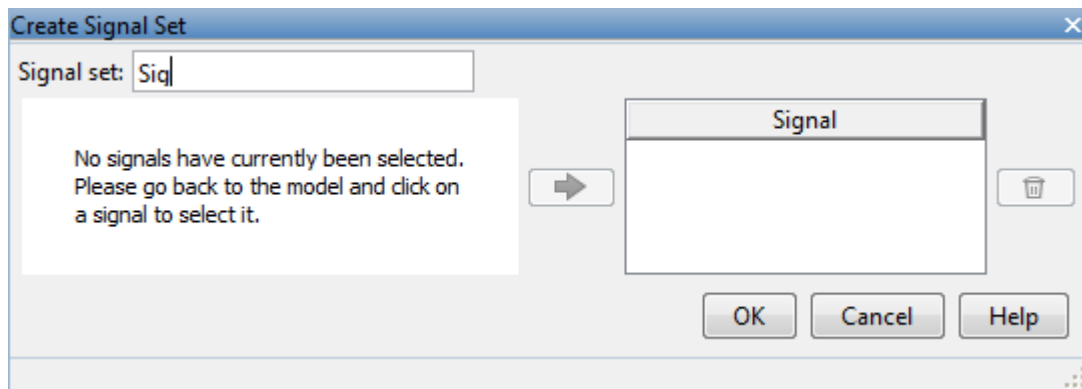 Create Signal Set
Signal set: Sig
Signal
No signals have currently been selected.
Please go back to the model and click on
a signal to select it.
OK Cancel Help